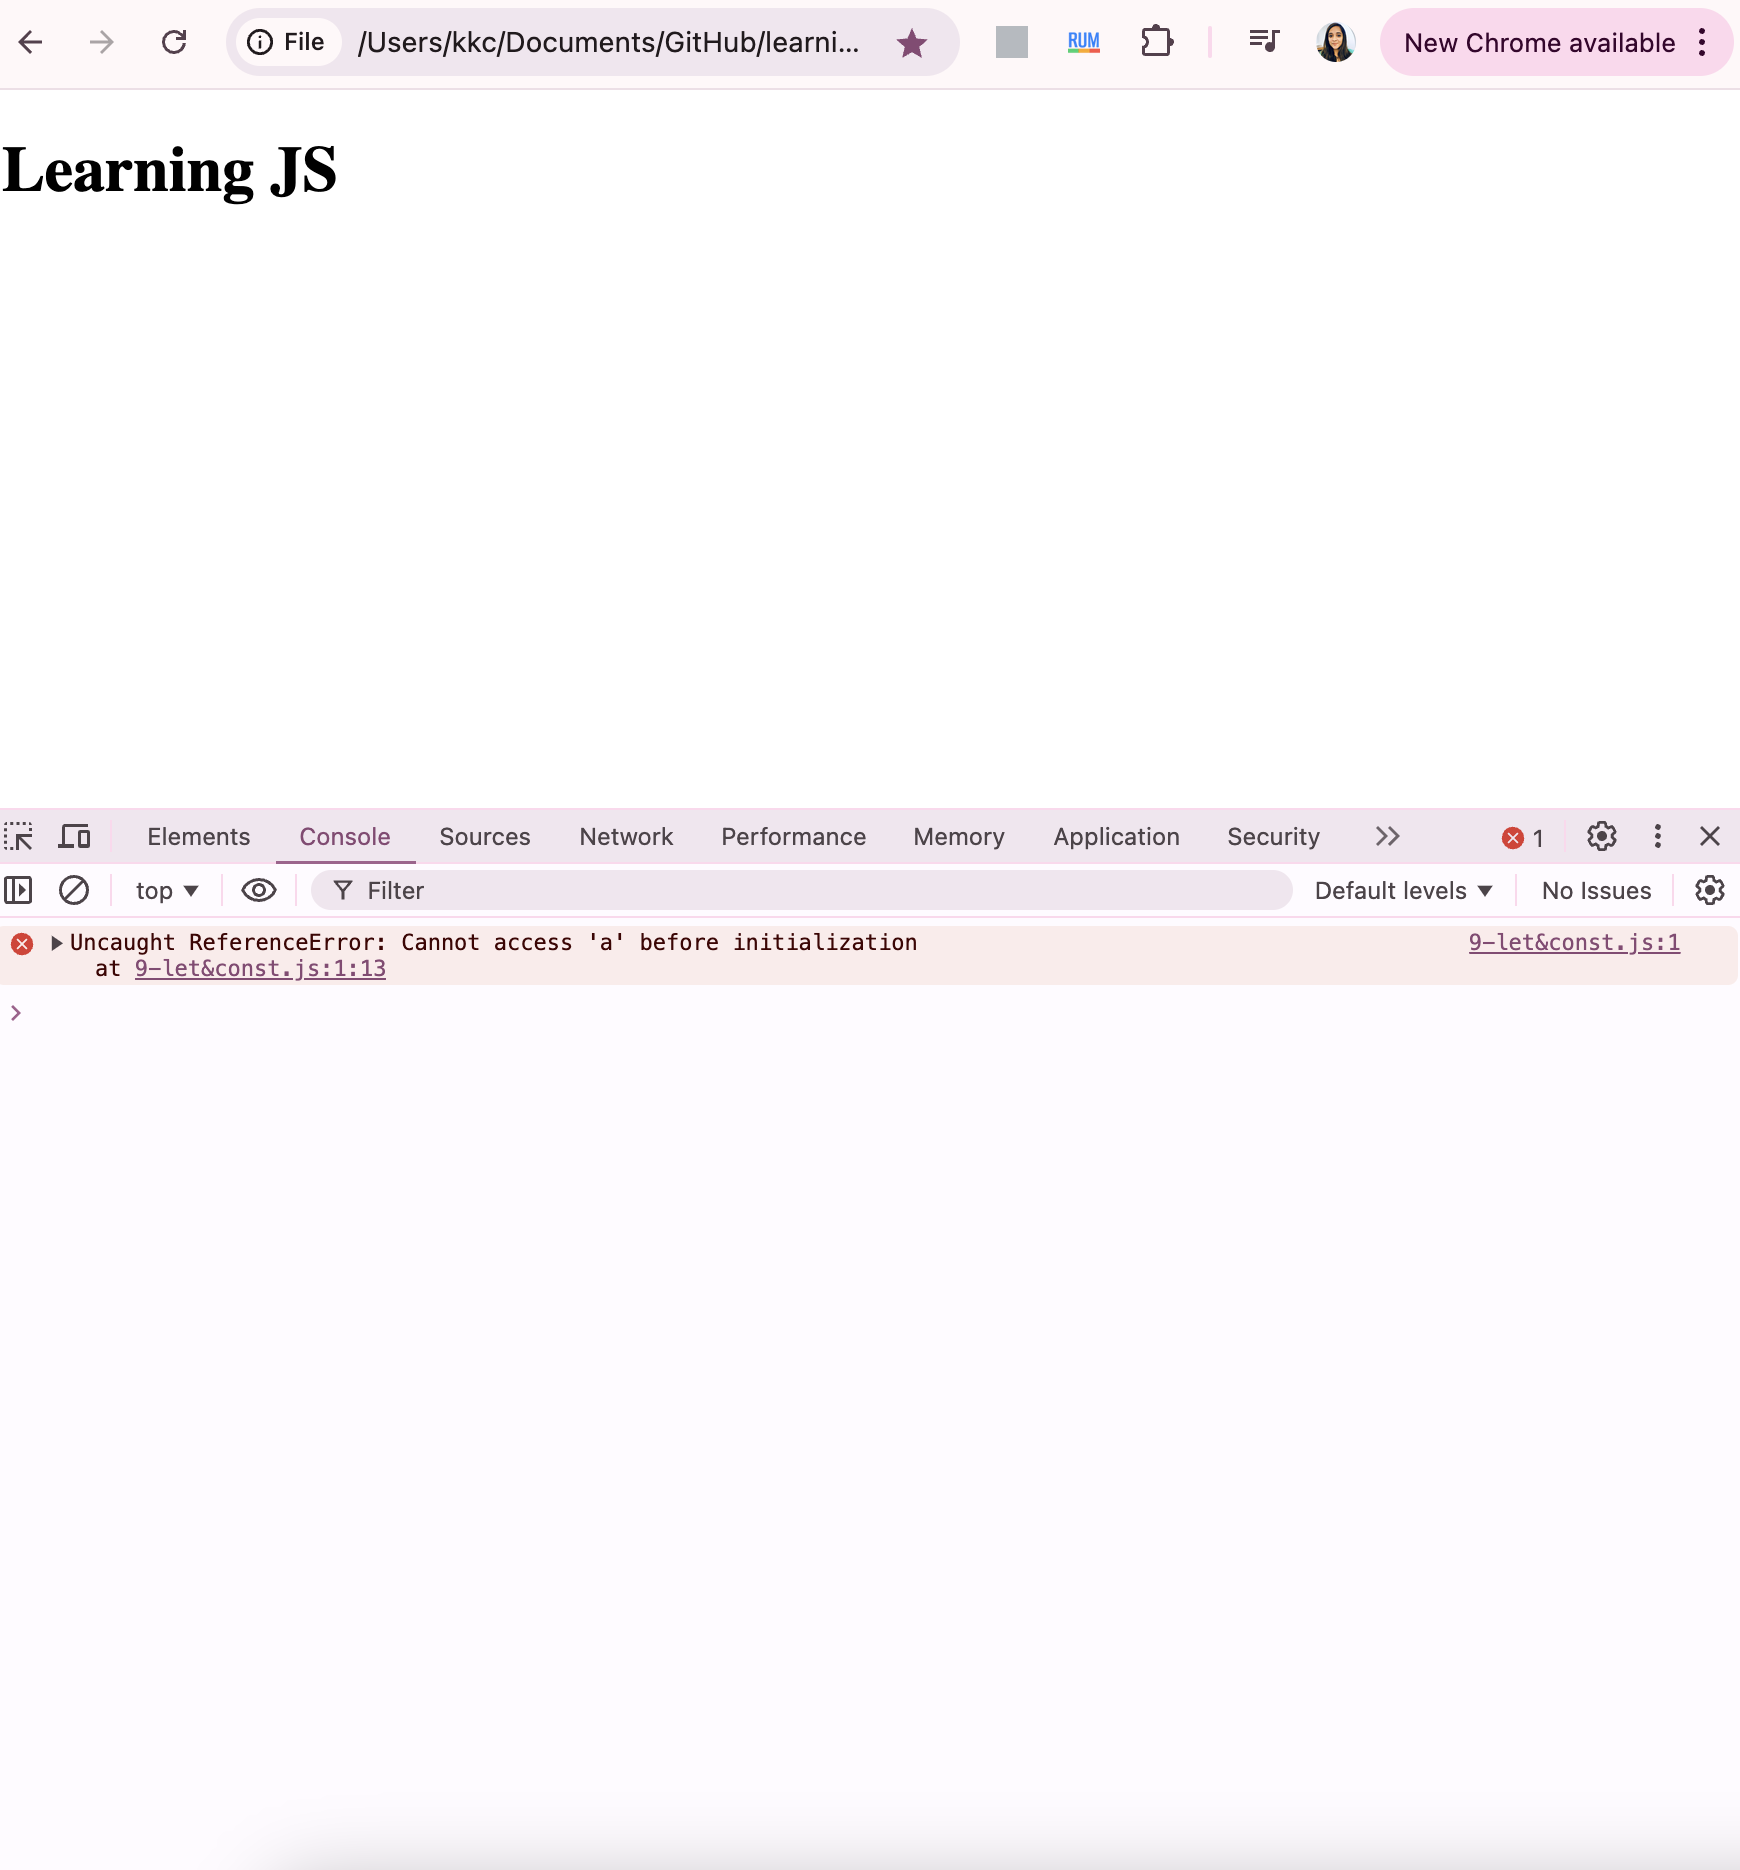 File /Users/kkc/Documents/GitHub/learni... RUM New Chrome available
Learning JS
Elements Console Sources Network Performance Memory Application Security 1
top Filter Default levels No Issues
Uncaught ReferenceError: Cannot access 'a' before initialization 9-let&const.js:1
at 9-let&const.js:1:13